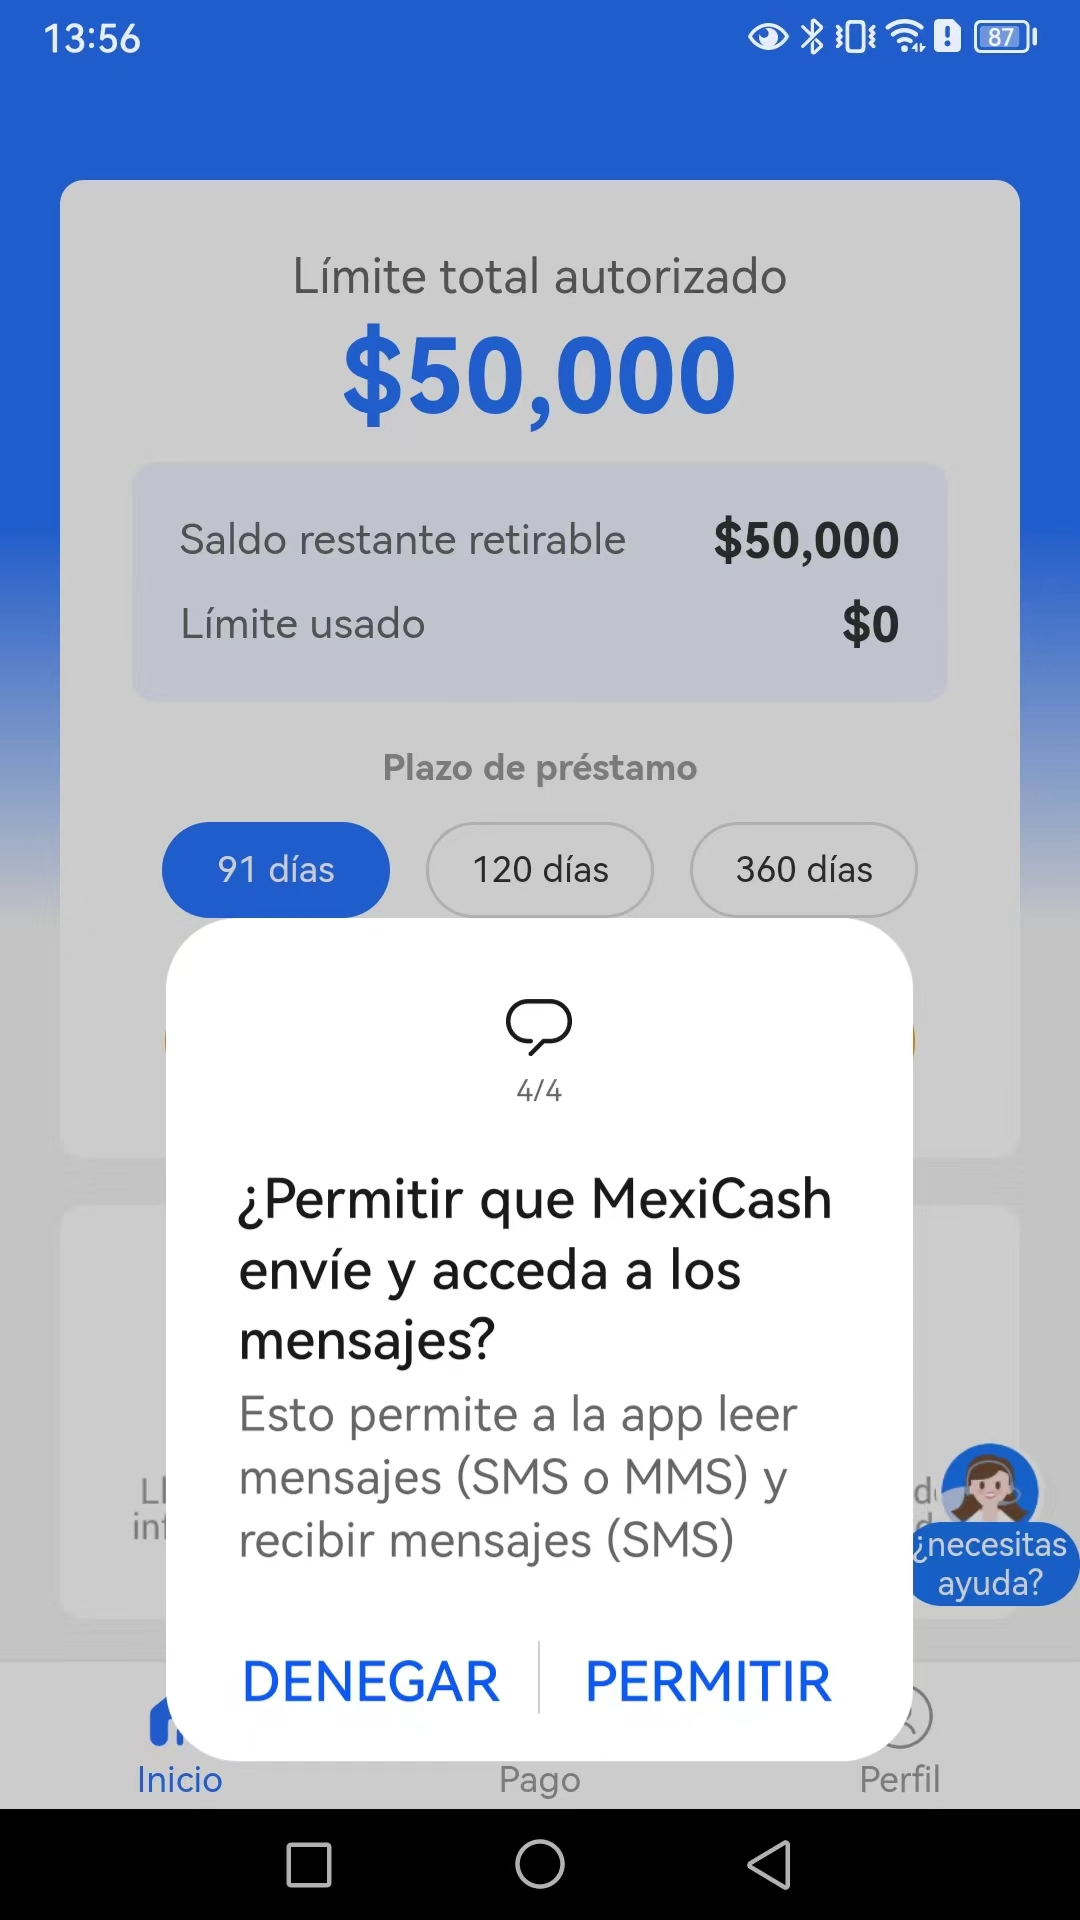 13:56
87
Límite total autorizado
$50,000
Saldo restante retirable $50,000
Límite usado $0
Plazo de préstamo
91 días 120 días 360 días
4/4
¿Permitir que MexiCash
envíe y acceda a los
mensajes?
Esto permite a la app leer
mensajes (SMS o MMS) y
recibir mensajes (SMS)
¿necesitas
ayuda?
DENEGAR PERMITIR
Inicio Pago Perfil